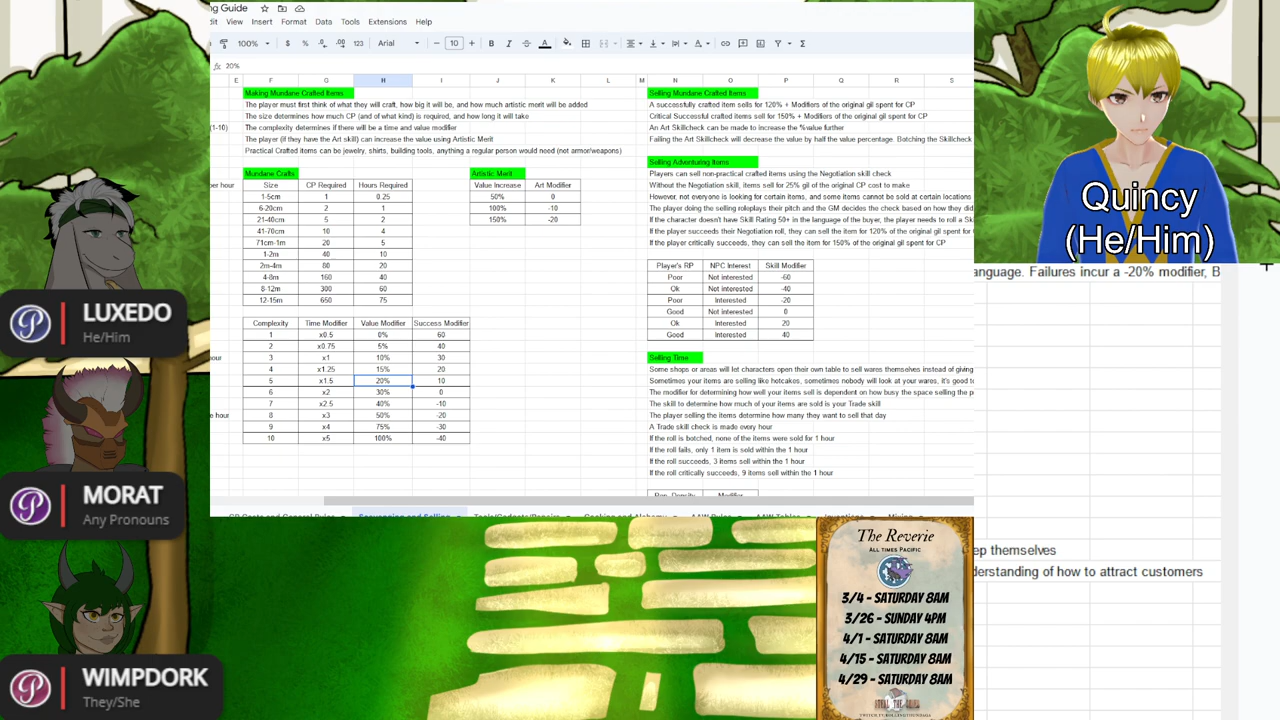 ng Guide
dit View Insert Format Data Tools Extensions Help
100% $ % .0 .00 123 Arial 10 B I A
20%
E F G H I J K L M N O P Q R S
Making Mundane Crafted Items
The player must first think of what they will craft, how big it will be, and how much artistic merit will be added
The size determines how much CP (and of what kind) is required, and how long it will take
(1-10) The complexity determines if there will be a time and value modifier
The player (if they have the Art skill) can increase the value using Artistic Merit
Practical Crafted items can be jewelry, shirts, building tools, anything a regular person would need (not armor/weapons)
Mundane Crafts
per hour Size CP Required Hours Required
1-5cm 1 0.25
6-20cm 2 1
21-40cm 5 2
41-70cm 10 4
71cm-1m 20 5
1-2m 40 10
2m-4m 80 20
4-8m 160 40
8-12m 300 60
12-15m 650 75
Artistic Merit
Value Increase Art Modifier
50% 0
100% -10
150% -20
Complexity Time Modifier Value Modifier Success Modifier
1 x0.5 0% 60
2 x0.75 5% 40
3 x1 10% 30
4 x1.25 15% 20
5 x1.5 20% 10
6 x2 30% 0
7 x2.5 40% -10
8 x3 50% -20
9 x4 75% -30
10 x5 100% -40
Selling Mundane Crafted Items
A successfully crafted item sells for 120% + Modifiers of the original gil spent for CP
Critical Successful crafted items sell for 150% + Modifiers of the original gil spent for CP
An Art Skillcheck can be made to increase the %value further
Failing the Art Skillcheck will decrease the value by half the value percentage. Botching the Skillcheck
Selling Adventuring Items
Players can sell non-practical crafted items using the Negotiation skill check
Without the Negotiation skill, items sell for 25% gil of the original CP cost to make
However, not everyone is looking for certain items, and some items cannot be sold at certain locations
The player doing the selling roleplays their pitch and the GM decides the check based on how they did
If the character doesn't have Skill Rating 50+ in the language of the buyer, the player needs to roll a Sk
If the player succeeds their Negotiation roll, they can sell the item for 120% of the original gil spent for
If the player critically succeeds, they can sell the item for 150% of the original gil spent for CP
Player's RP NPC Interest Skill Modifier
Poor Not interested -60
Ok Not interested -40
Poor Interested -20
Good Not interested 0
Ok Interested 20
Good Interested 40
Selling Time
Some shops or areas will let characters open their own table to sell wares themselves instead of giving
Sometimes your items are selling like hotcakes, sometimes nobody will look at your wares, it's good to
The modifier for determining how well your items sell is dependent on how busy the space selling the p
The skill to determine how much of your items are sold is your Trade skill
The player selling the items determine how many they want to sell that day
A Trade skill check is made every hour
If the roll is botched, none of the items were sold for 1 hour
If the roll fails, only 1 item is sold within the 1 hour
If the roll succeeds, 3 items sell within the 1 hour
If the roll critically succeeds, 9 items sell within the 1 hour
Quincy
(He/Him)
anguage. Failures incur a -20% modifier, B
ep themselves
derstanding of how to attract customers
LUXEDO
He/Him
MORAT
Any Pronouns
WIMPDORK
They/She
The Reverie
ALL TIMES PACIFIC
3/4 - SATURDAY 8AM
3/26 - SUNDAY 4PM
4/1 - SATURDAY 8AM
4/15 - SATURDAY 8AM
4/29 - SATURDAY 8AM